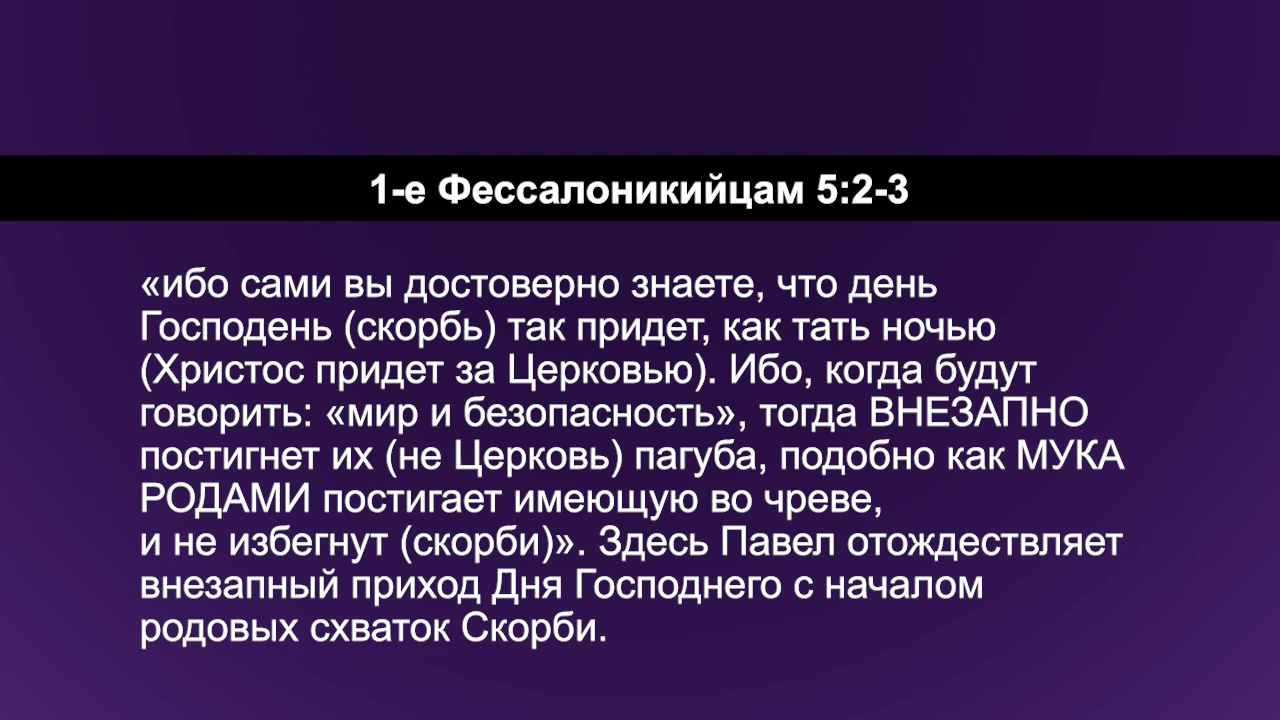 1-е Фессалоникийцам 5:2-3
«ибо сами вы достоверно знаете, что день
Господень (скорбь) так придет, как тать ночью
(Христос придет за Церковью). Ибо, когда будут
говорить: «мир и безопасность», тогда ВНЕЗАПНО
постигнет их (не Церковь) пагуба, подобно как МУКА
РОДАМИ постигает имеющую во чреве,
и не избегнут (скорби)». Здесь Павел отождествляет
внезапный приход Дня Господнего с началом
родовых схваток Скорби.